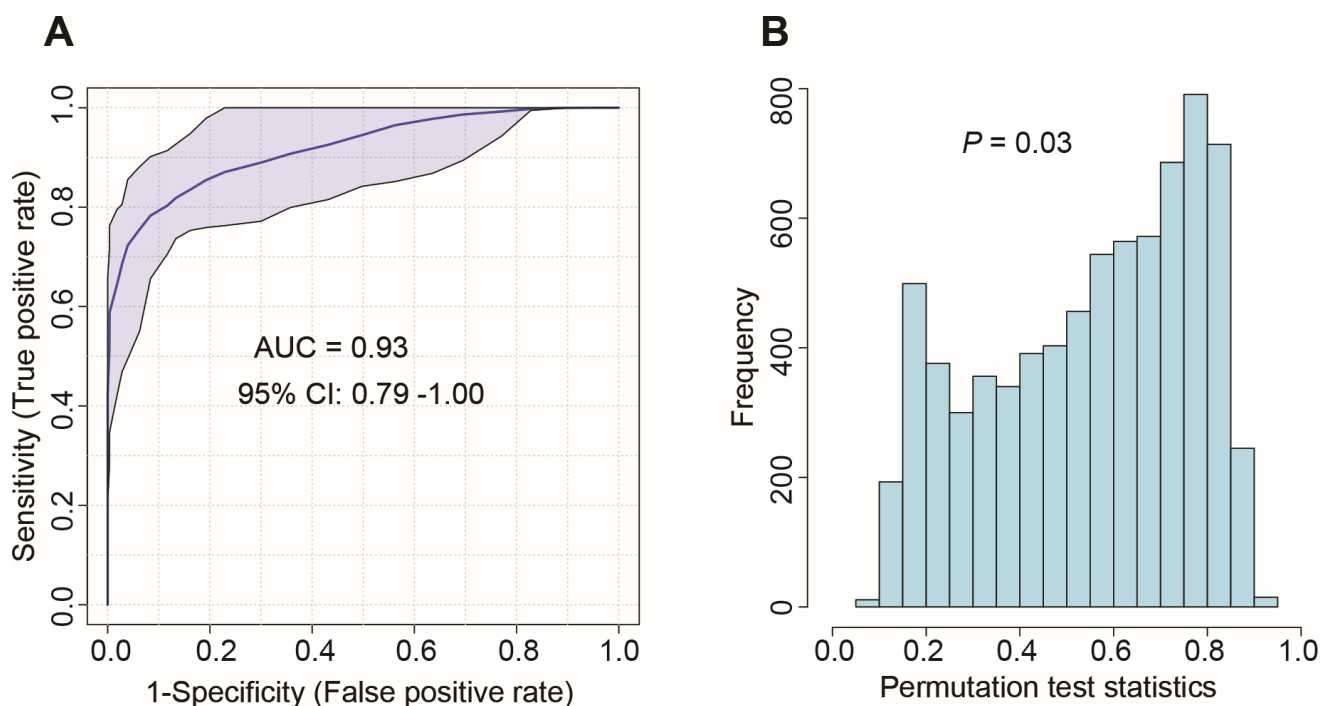 A
Sensitivity (True positive rate)
1.0
0.8
0.6
0.4
0.2
0.0
AUC = 0.93
95% CI: 0.79 -1.00
0.0 0.2 0.4 0.6 0.8 1.0
1-Specificity (False positive rate)
B
Frequency
800
600
400
200
0
P = 0.03
0.0 0.2 0.4 0.6 0.8 1.0
Permutation test statistics